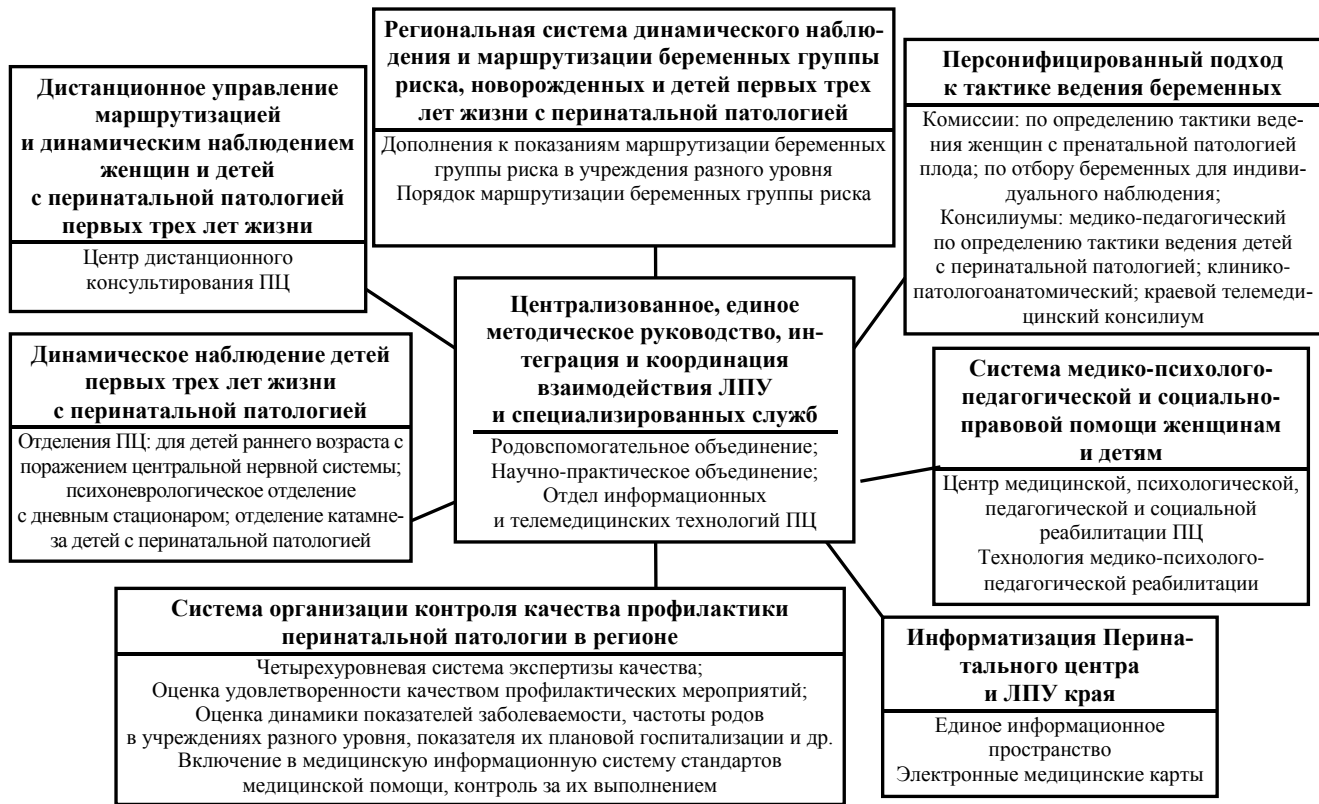 Региональная система динамического наблю-
дения и маршрутизации беременных группы
риска, новорожденных и детей первых трех
лет жизни с перинатальной патологией
Дополнения к показаниям маршрутизации беременных
группы риска в учреждения разного уровня
Порядок маршрутизации беременных группы риска
Дистанционное управление
маршрутизацией
и динамическим наблюдением
женщин и детей
с перинатальной патологией
первых трех лет жизни
Центр дистанционного
консультирования ПЦ
Персонифицированный подход
к тактике ведения беременных
Комиссии: по определению тактики веде-
ния женщин с пренатальной патологией
плода; по отбору беременных для индиви-
дуального наблюдения;
Консилиумы: медико-педагогический
по определению тактики ведения детей
с перинатальной патологией; клинико-
патологоанатомический; краевой телемеди-
цинский консилиум
Централизованное, единое
методическое руководство, ин-
теграция и координация
взаимодействия ЛПУ
и специализированных служб
Родовспомогательное объединение;
Научно-практическое объединение;
Отдел информационных
и телемедицинских технологий ПЦ
Динамическое наблюдение детей
первых трех лет жизни
с перинатальной патологией
Отделения ПЦ: для детей раннего возраста с
поражением центральной нервной системы;
психоневрологическое отделение
с дневным стационаром; отделение катамне-
за детей с перинатальной патологией
Система медико-психолого-
педагогической и социально-
правовой помощи женщинам
и детям
Центр медицинской, психологической,
педагогической и социальной
реабилитации ПЦ
Технология медико-психолого-
педагогической реабилитации
Система организации контроля качества профилактики
перинатальной патологии в регионе
Четырехуровневая система экспертизы качества;
Оценка удовлетворенности качеством профилактических мероприятий;
Оценка динамики показателей заболеваемости, частоты родов
в учреждениях разного уровня, показателя их плановой госпитализации и др.
Включение в медицинскую информационную систему стандартов
медицинской помощи, контроль за их выполнением
Информатизация Перина-
тального центра
и ЛПУ края
Единое информационное
пространство
Электронные медицинские карты